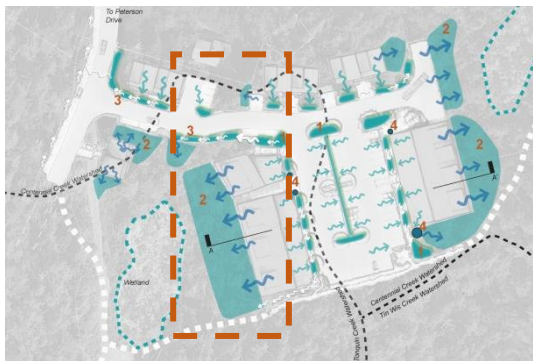 To Peterson
Drive
2
3
2
3
1
4
2
Centennial Creek Watershed
4
2
A
A
4
Wetland
Centennial Creek Watershed
Tin Wis Creek Watershed
Tonquin Creek Watershed